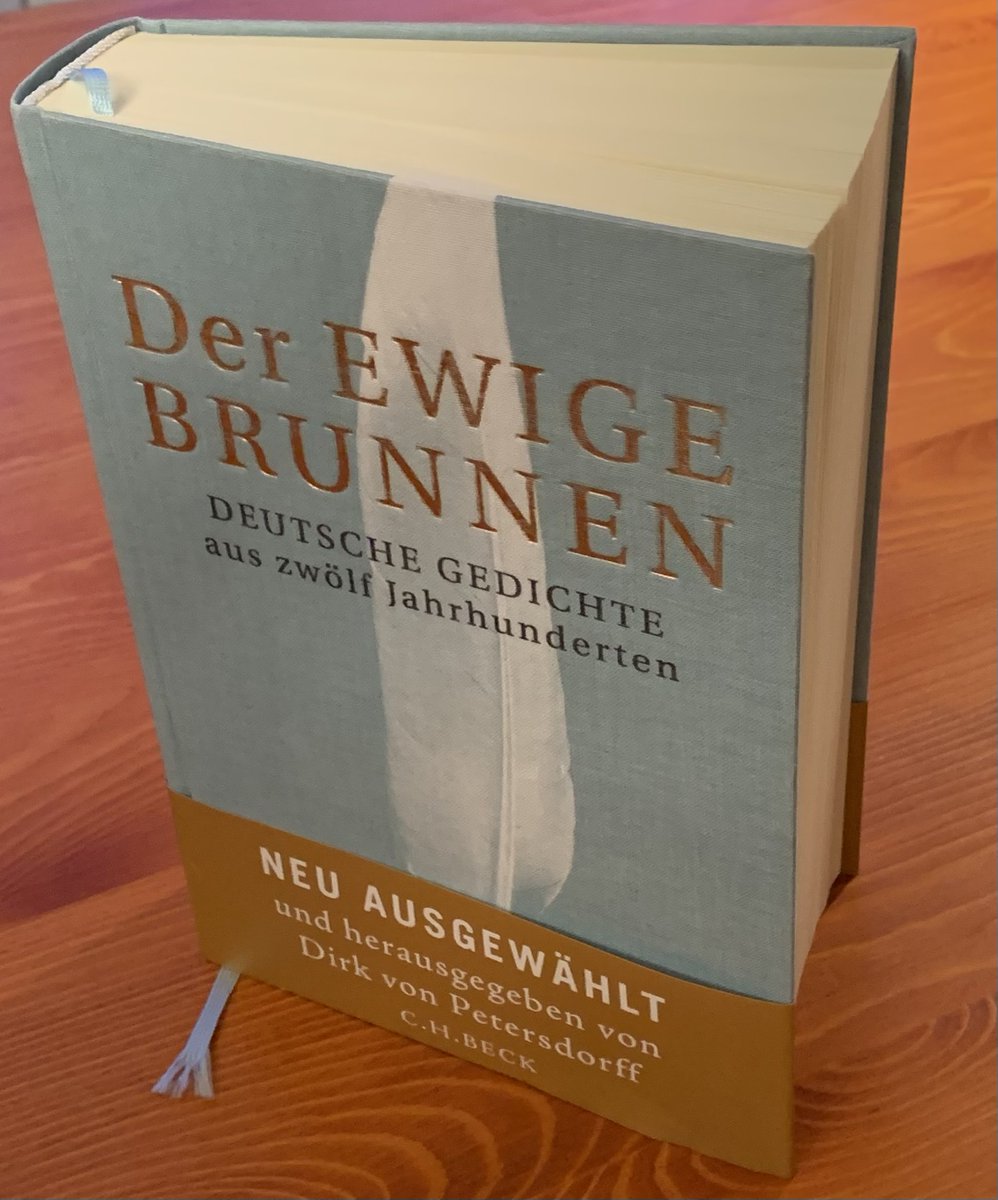 Der EWIGE
BRUNNEN
DEUTSCHE GEDICHTE
aus zwölf Jahrhunderten
NEU AUSGEWÄHLT
und herausgegeben von
Dirk von Petersdorff
C.H.BECK